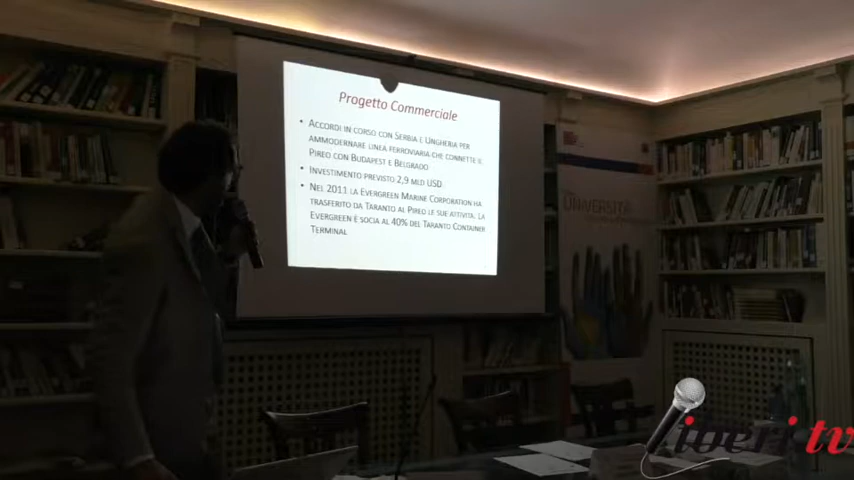 Progetto Commerciale
• Accordi in corso con Serbia e Ungheria per
ammodernare linea ferroviaria che connette il
Pireo con Budapest e Belgrado
• Investimento previsto 2,9 mld usd
• Nel 2011 la Evergreen Marine Corporation ha
trasferito da Taranto al Pireo le sue attivita. La
Evergreen è socia al 40% del Taranto Container
Terminal
Università
iperi tv